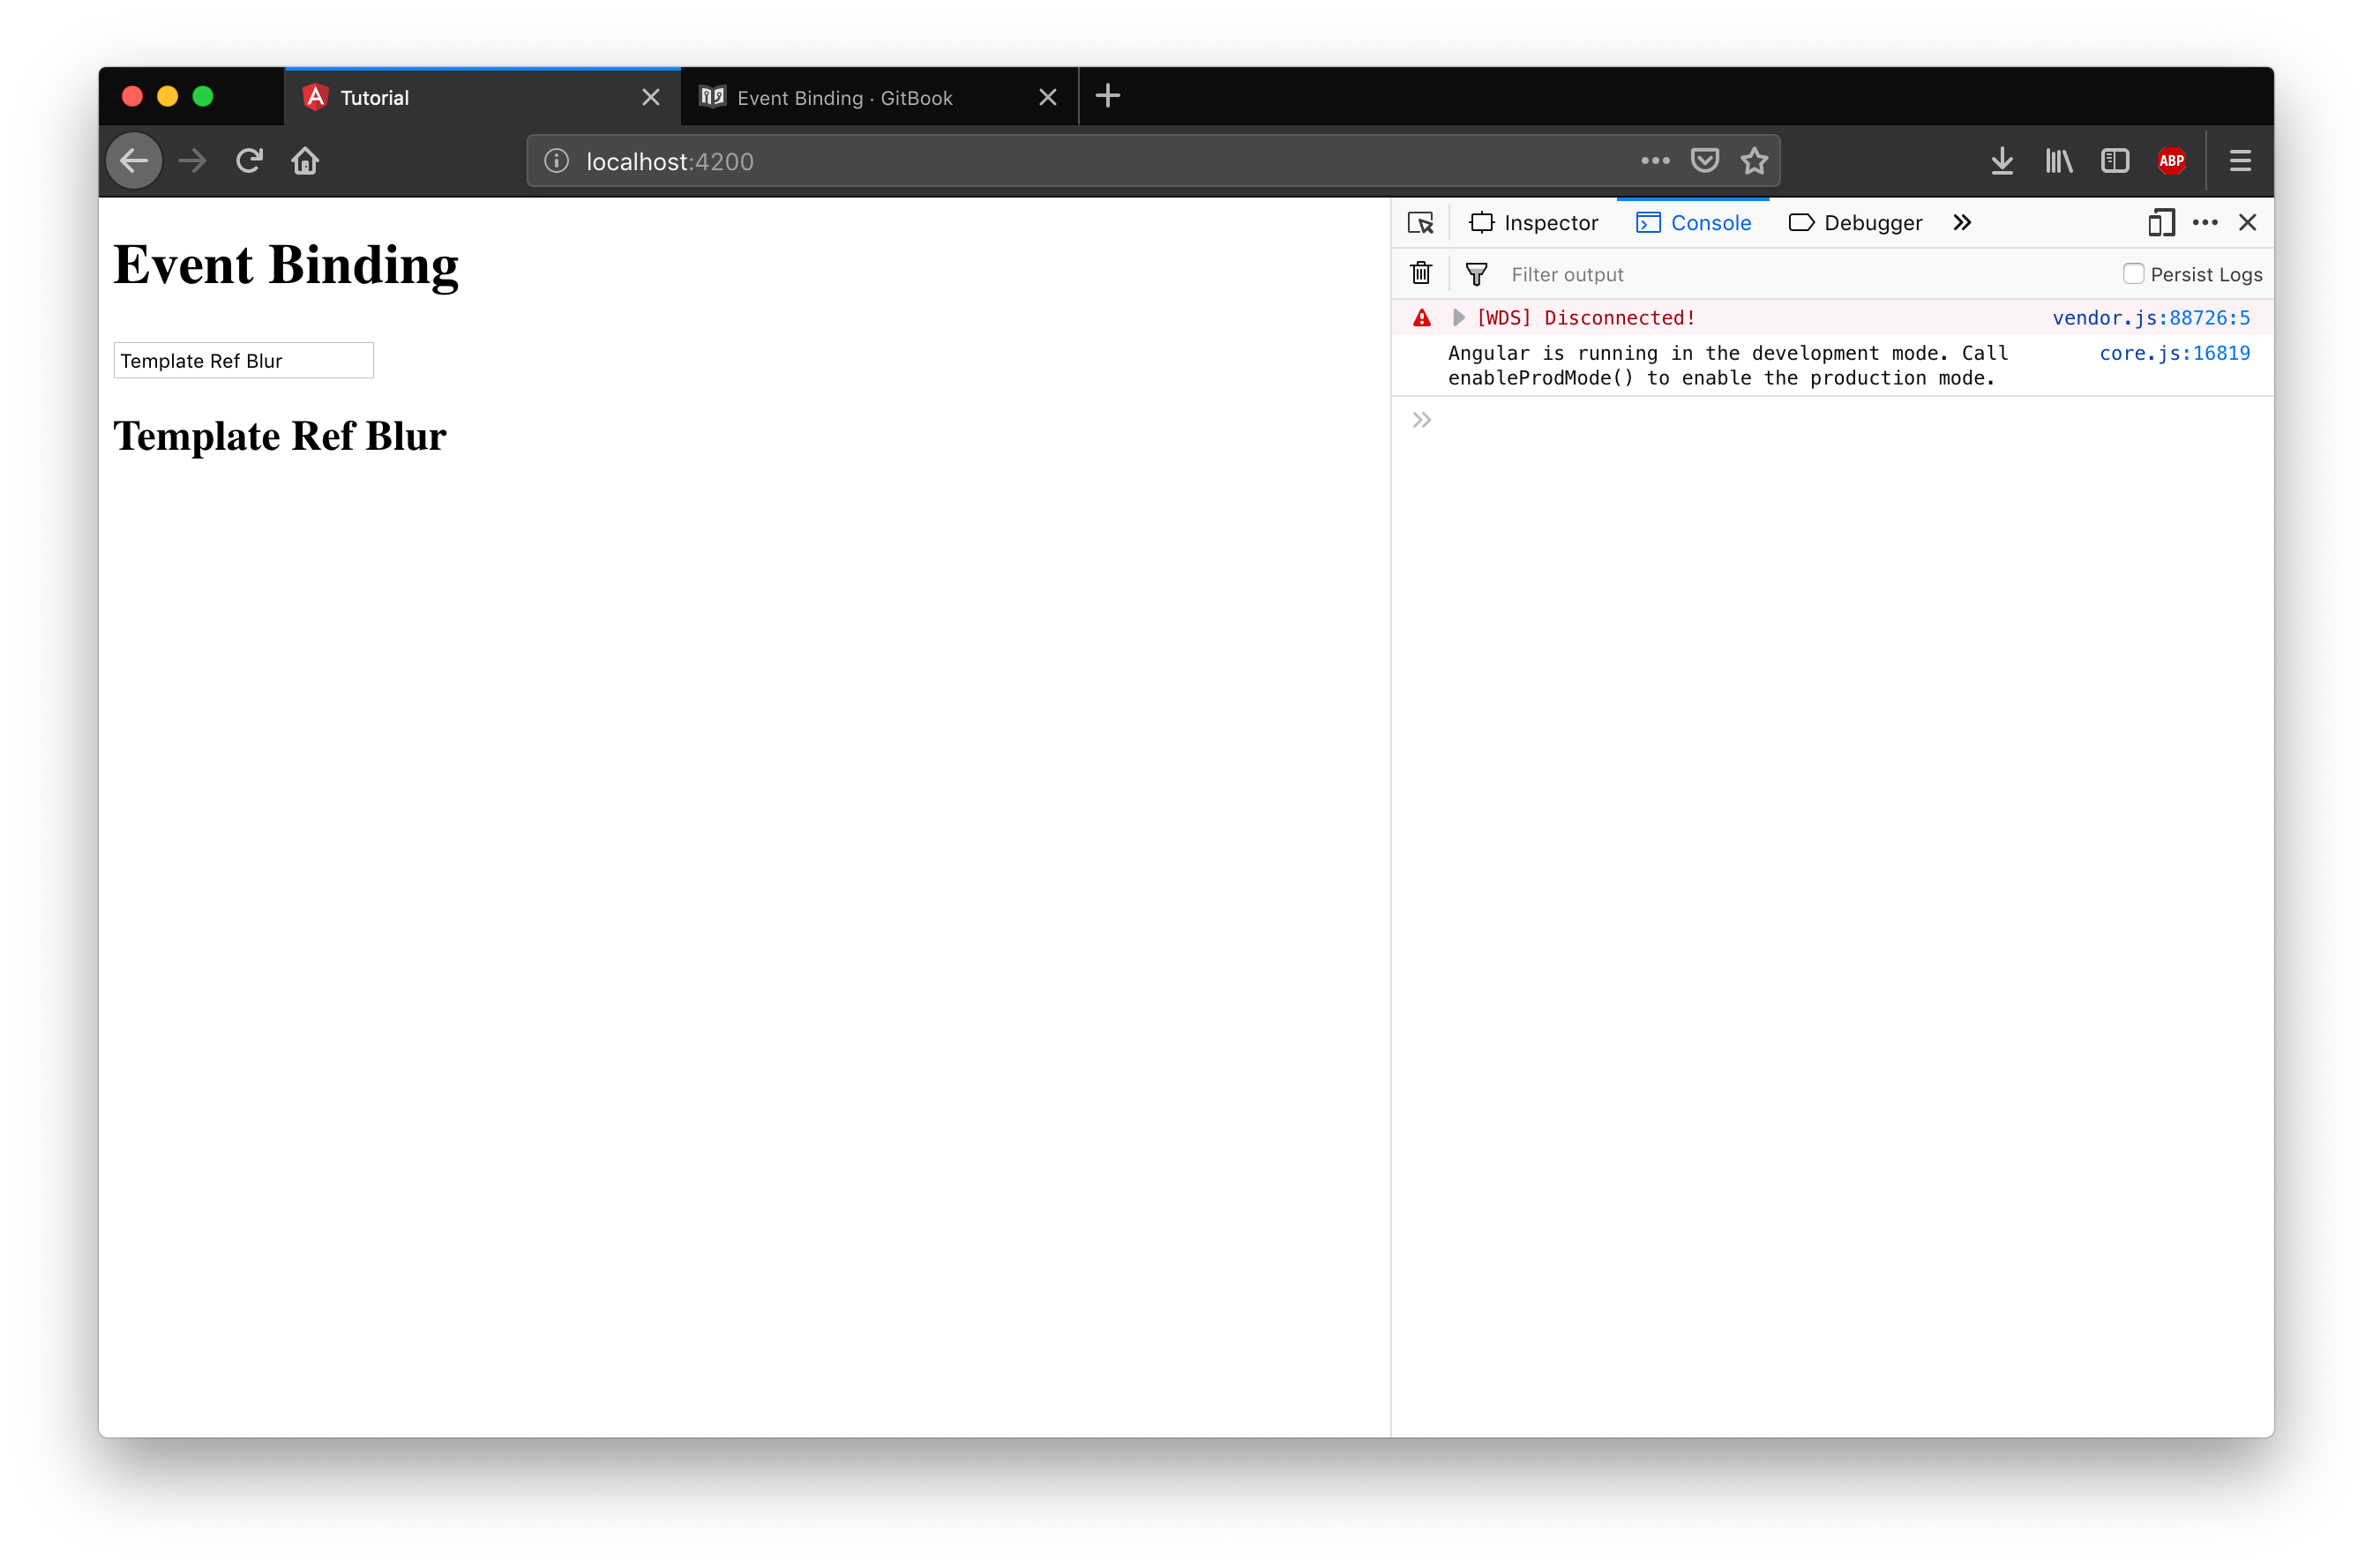 Tutorial
Event Binding · GitBook
localhost:4200
ABP
Event Binding
Template Ref Blur
Template Ref Blur
Inspector
Console
Debugger
Filter output
Persist Logs
[WDS] Disconnected!
vendor.js:88726:5
Angular is running in the development mode. Call
core.js:16819
enableProdMode() to enable the production mode.